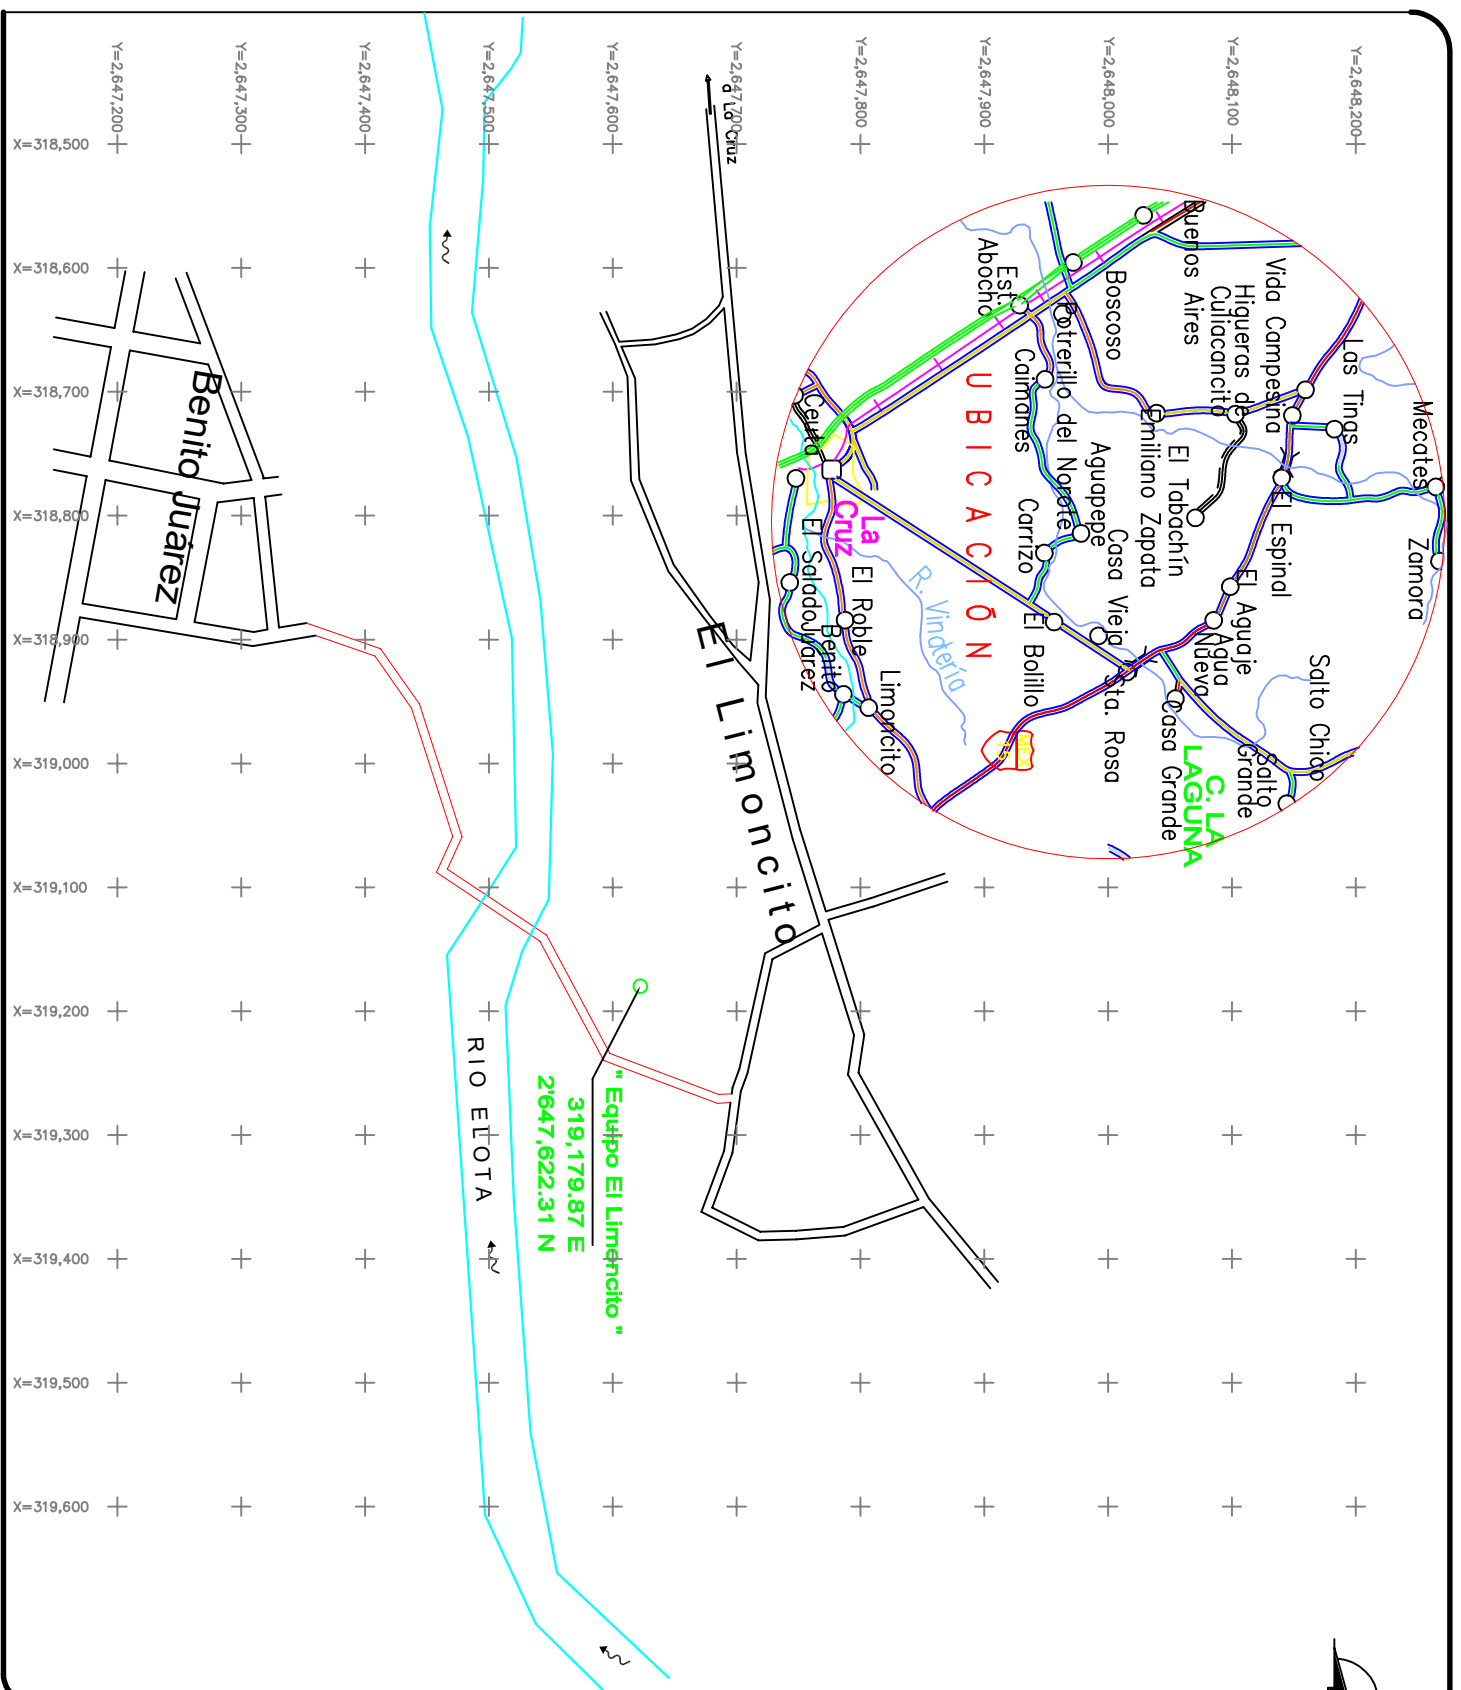 Y=2,648,200
Y=2,648,100
Y=2,648,000
Y=2,647,900
Y=2,647,800
Y=2,647,700
Y=2,647,600
Y=2,647,500
Y=2,647,400
Y=2,647,300
Y=2,647,200
X=318,500
X=318,600
X=318,700
X=318,800
X=318,900
X=319,000
X=319,100
X=319,200
X=319,300
X=319,400
X=319,500
X=319,600
a La Cruz
Mecates
Zamora
Las Tinas
Salto Chico
Vida Campesina
El Espinal
Higueras de
Culiacancito
El Aguaje
Salto
Grande
Buenos Aires
Agua
Nueva
C. LA
LAGUNA
El Tabachín
Casa Grande
Emiliano Zapata
Boscoso
Casa Vieja
Sta. Rosa
Aguapepe
Potrerillo del Norote
Est.
Abocho
Caimanes
Carrizo
El Bolillo
MEX
15
UBICACIÓN
R. Vindería
La
Cruz
Ceuta
El Roble
Limoncito
El Salado
Benito
Juarez
El Limoncito
" Equipo El Limoncito "
319,179.87 E
2'647,622.31 N
RIO ELOTA
Benito Juárez